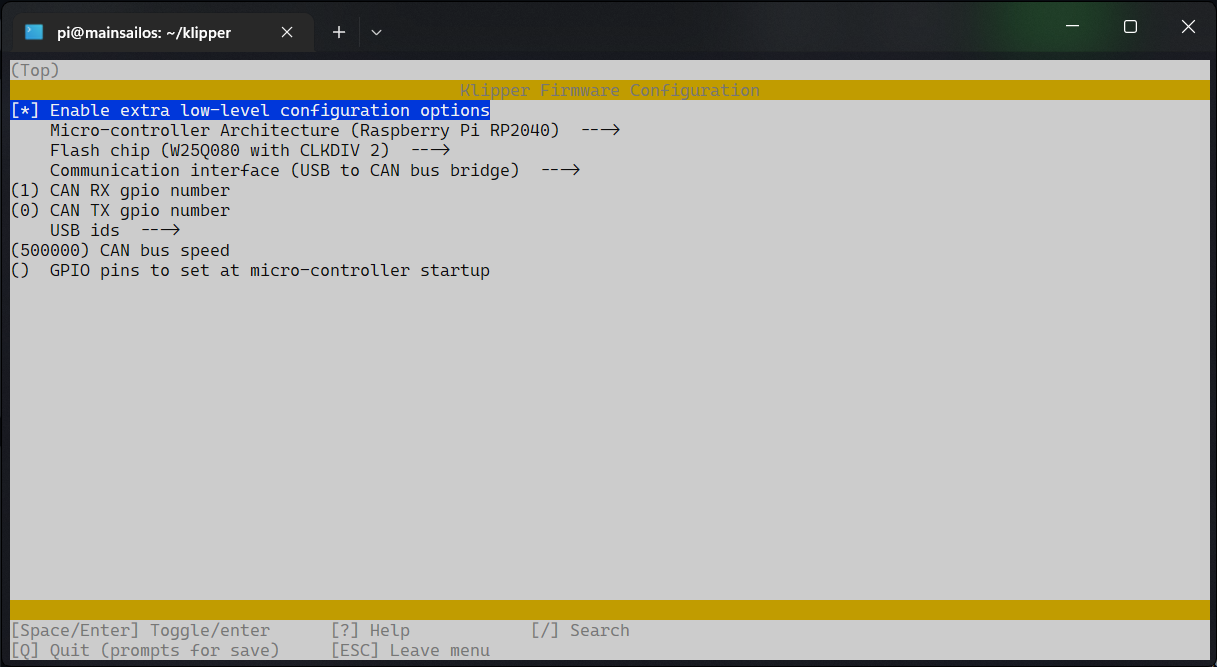 pi@mainsailos: ~/klipper
(Top)
Klipper Firmware Configuration
[*] Enable extra low-level configuration options
Micro-controller Architecture (Raspberry Pi RP2040) --->
Flash chip (W25Q080 with CLKDIV 2) --->
Communication interface (USB to CAN bus bridge) --->
(1) CAN RX gpio number
(0) CAN TX gpio number
USB ids --->
(500000) CAN bus speed
() GPIO pins to set at micro-controller startup
[Space/Enter] Toggle/enter [?] Help [/] Search
[Q] Quit (prompts for save) [ESC] Leave menu